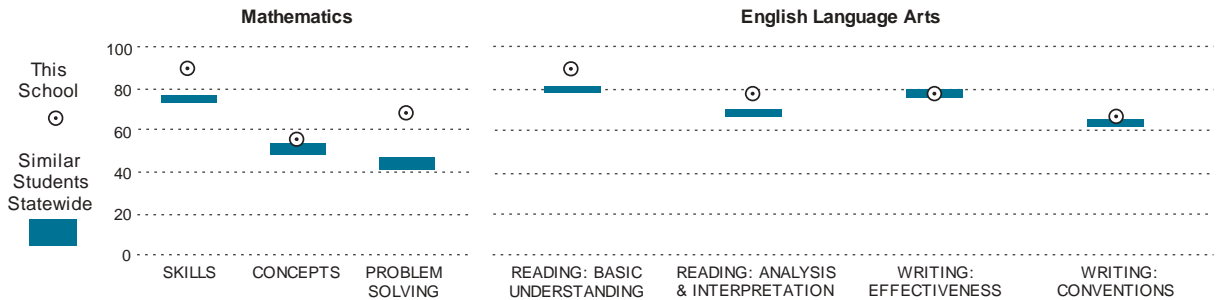 Mathematics
English Language Arts
This
School
Similar
Students
Statewide
100
80
60
40
20
0
SKILLS
CONCEPTS
PROBLEM
SOLVING
READING: BASIC
UNDERSTANDING
READING: ANALYSIS
& INTERPRETATION
WRITING:
EFFECTIVENESS
WRITING:
CONVENTIONS